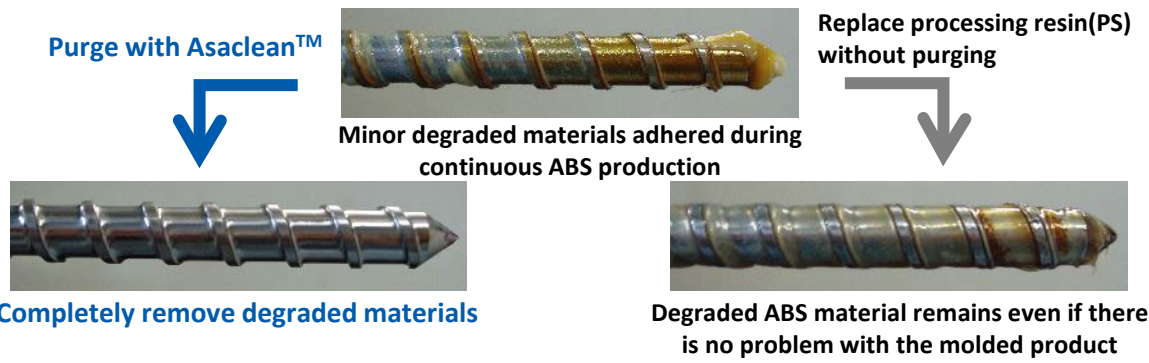 Purge with Asaclean™
Replace processing resin(PS)
without purging
Minor degraded materials adhered during
continuous ABS production
Completely remove degraded materials
Degraded ABS material remains even if there
is no problem with the molded product